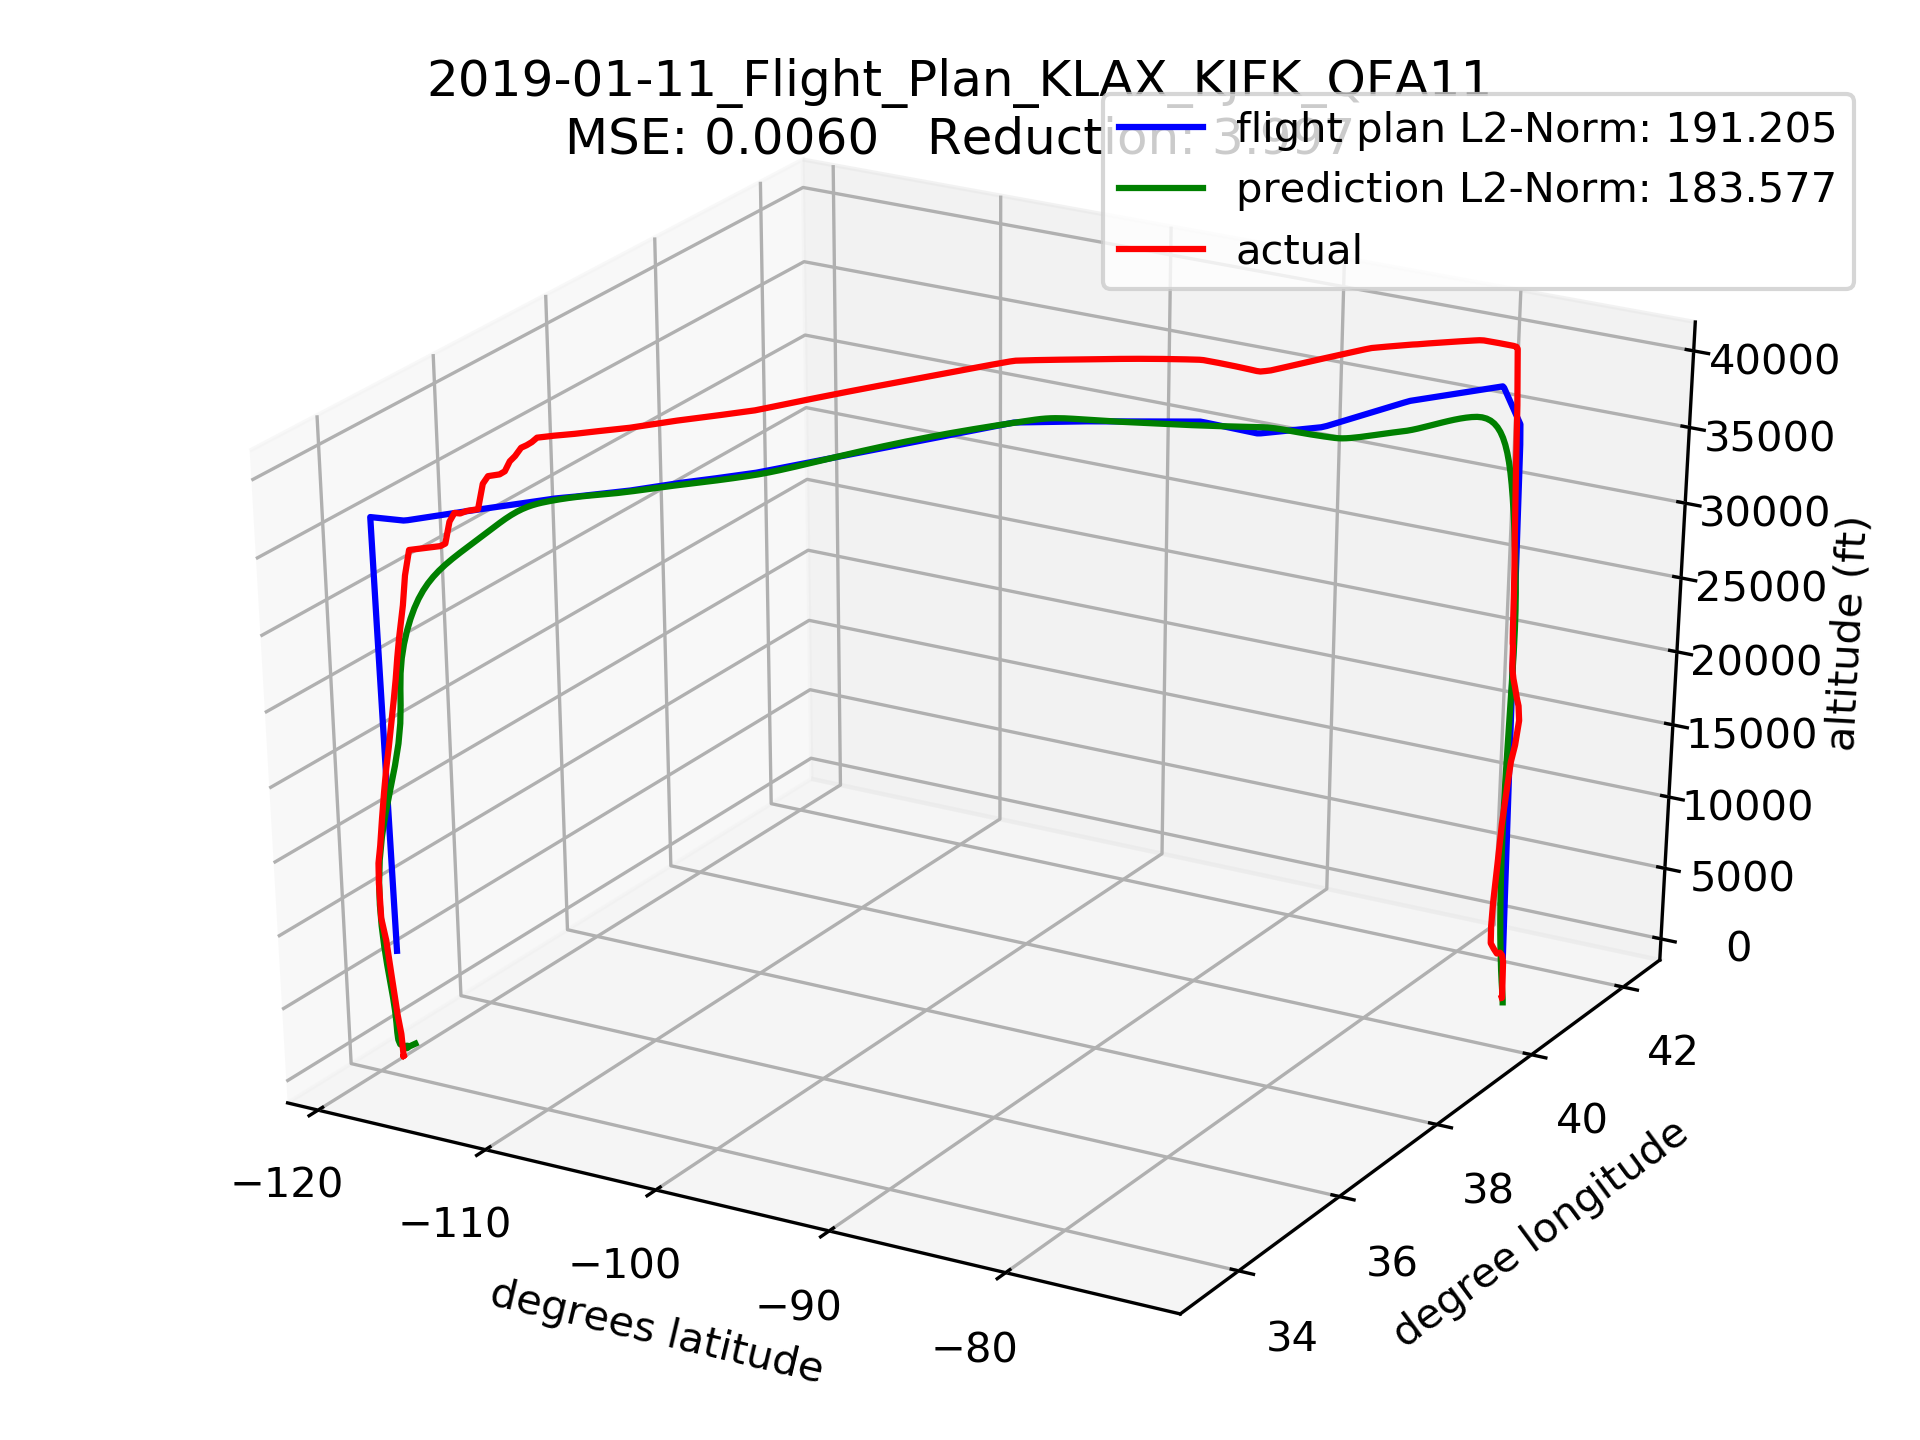 2019-01-11_Flight_Plan_KLAX_KJFK_QFA11
MSE: 0.0060   Reduction: 3.997
flight plan L2-Norm: 191.205
prediction L2-Norm: 183.577
actual
40000
35000
30000
25000
20000
15000
10000
5000
0
altitude (ft)
42
40
38
36
34
degree longitude
−120
−110
−100
−90
−80
degrees latitude